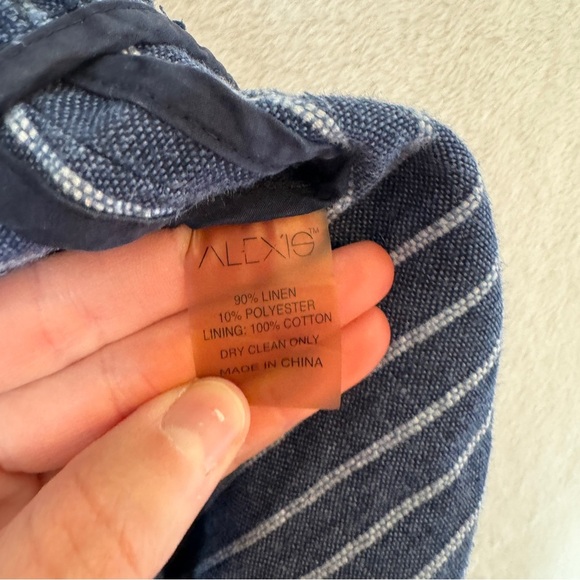 ALEXIS™
90% LINEN
10% POLYESTER
LINING: 100% COTTON
DRY CLEAN ONLY
MADE IN CHINA